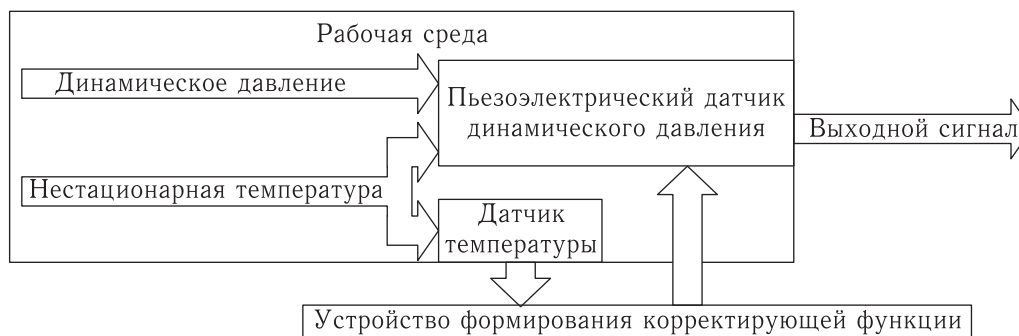 Рабочая среда
Динамическое давление
Пьезоэлектрический датчик
динамического давления
Выходной сигнал
Нестационарная температура
Датчик
температуры
Устройство формирования корректирующей функции